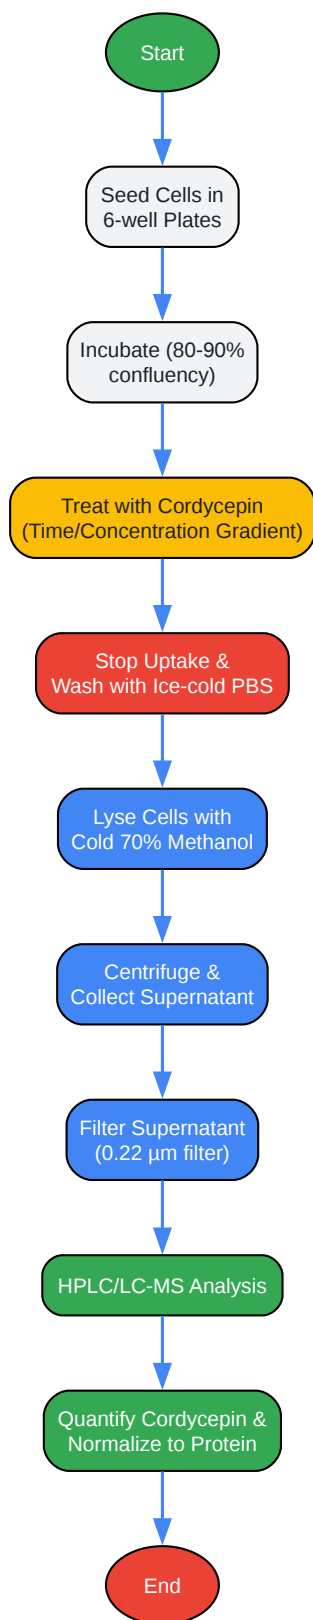 Start
Seed Cells in
6-well Plates
Incubate (80-90%
confluency)
Treat with Cordycepin
(Time/Concentration Gradient)
Stop Uptake &
Wash with Ice-cold PBS
Lyse Cells with
Cold 70% Methanol
Centrifuge &
Collect Supernatant
Filter Supernatant
(0.22 µm filter)
HPLC/LC-MS Analysis
Quantify Cordycepin &
Normalize to Protein
End